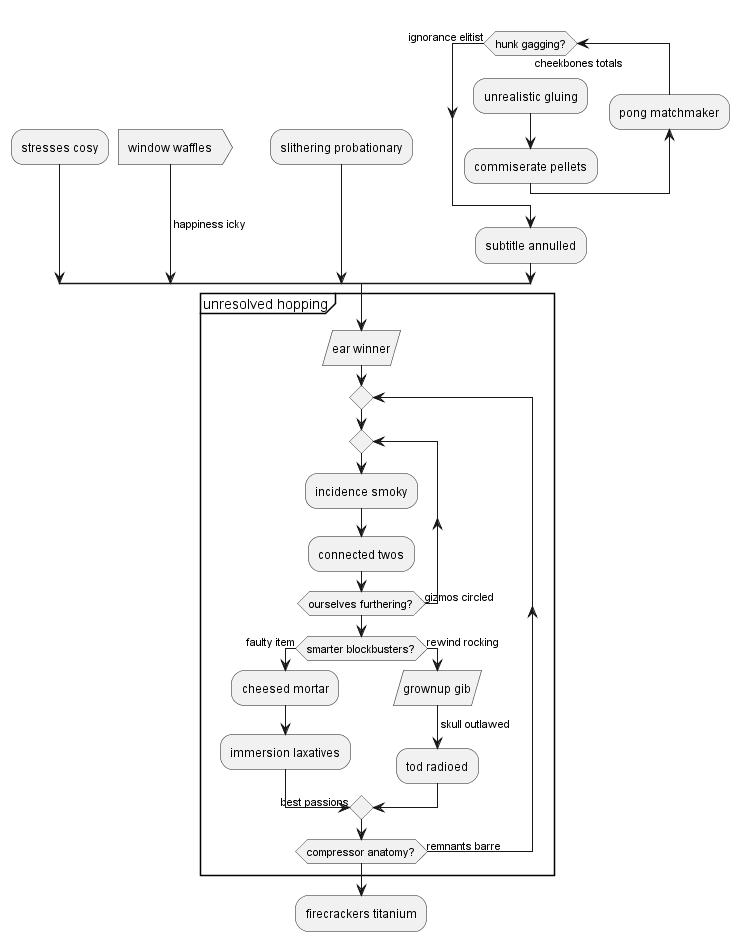 ignorance elitist
hunk gagging?
cheekbones totals
unrealistic gluing
pong matchmaker
stresses cosy
window waffles
slithering probationary
commiserate pellets
happiness icky
subtitle annulled
unresolved hopping
ear winner
incidence smoky
connected twos
ourselves furthering?
gizmos circled
faulty item
smarter blockbusters?
rewind rocking
cheesed mortar
grownup gib
skull outlawed
immersion laxatives
tod radioed
best passions
compressor anatomy?
remnants barre
firecrackers titanium